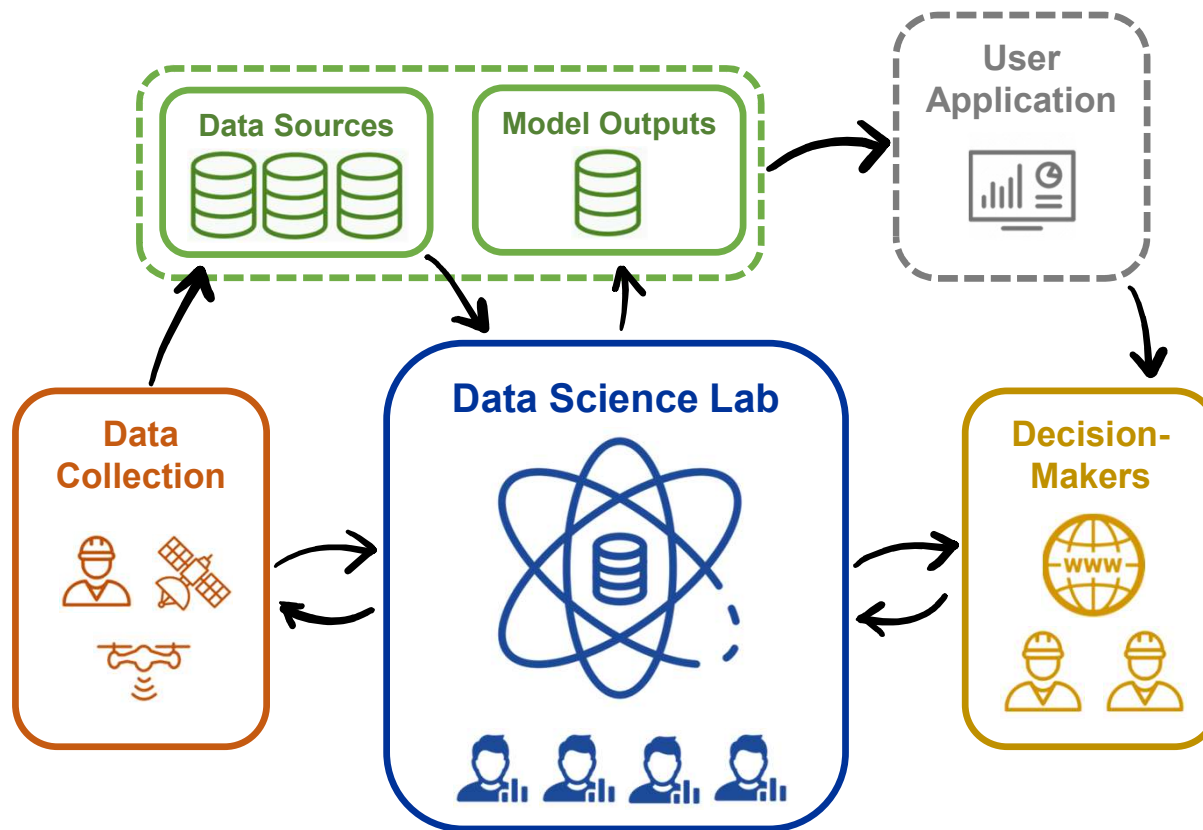 Data Sources
Model Outputs
User
Application
Data
Collection
Data Science Lab
Decision-
Makers
WWW